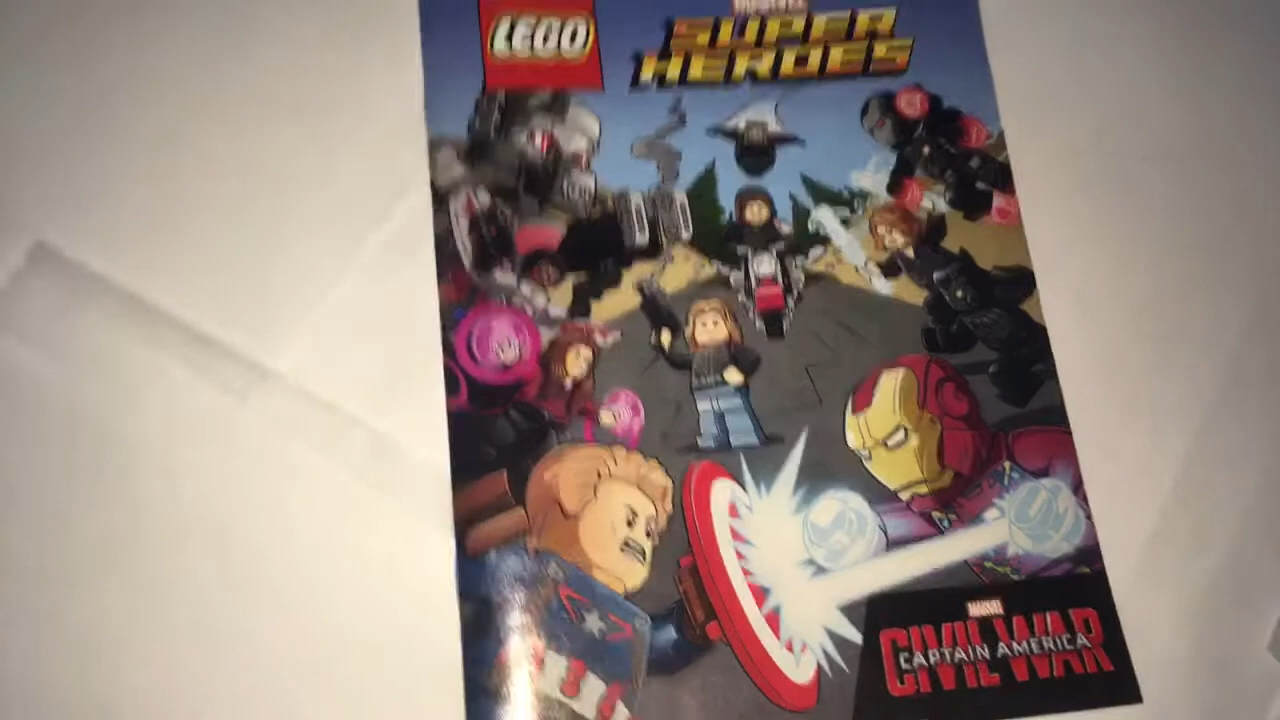 LEGO
MARVEL
SUPER
HEROES
MARVEL
CIVIL WAR
CAPTAIN AMERICA